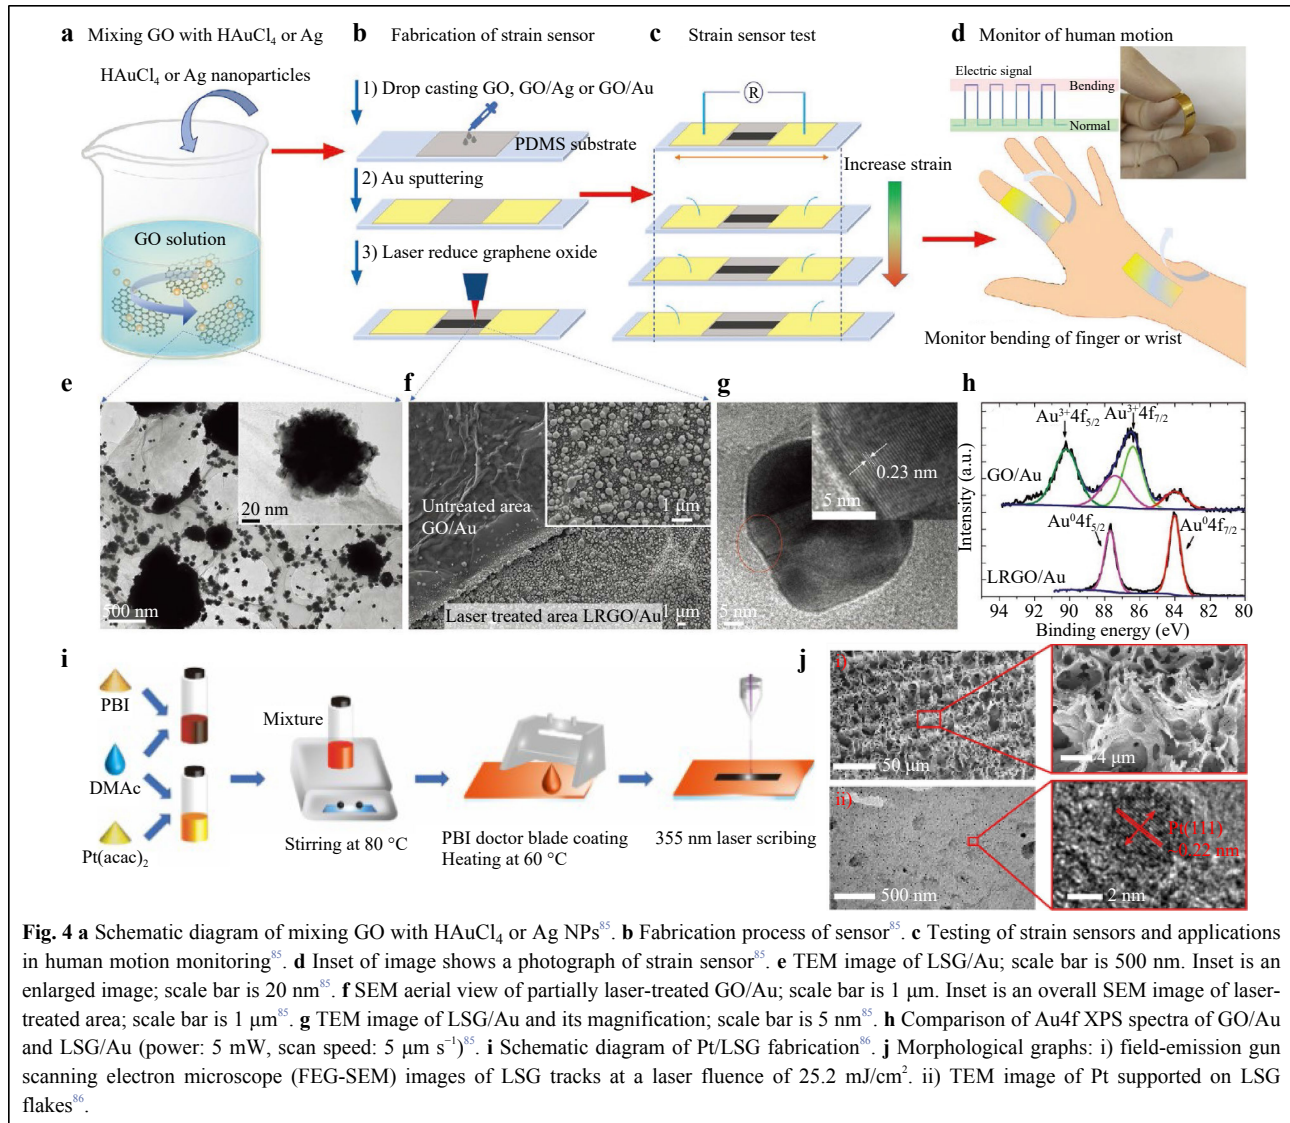 a Mixing GO with HAuCl₄ or Ag
HAuCl₄ or Ag nanoparticles
GO solution
b Fabrication of strain sensor
1) Drop casting GO, GO/Ag or GO/Au
PDMS substrate
2) Au sputtering
3) Laser reduce graphene oxide
c Strain sensor test
R
Increase strain
d Monitor of human motion
Electric signal
Bending
Normal
Monitor bending of finger or wrist
e
20 nm
500 nm
f
Untreated area
GO/Au
1 μm
Laser treated area LRGO/Au
1 μm
g
0.23 nm
5 nm
5 nm
h
Au³⁺4f₅/₂
Au³⁺4f₇/₂
GO/Au
Au⁰4f₅/₂
Au⁰4f₇/₂
LRGO/Au
Intensity (a.u.)
94 92 90 88 86 84 82 80
Binding energy (eV)
i
PBI
DMAc
Pt(acac)₂
Mixture
Stirring at 80 °C
PBI doctor blade coating
Heating at 60 °C
355 nm laser scribing
j
i)
50 μm
4 μm
ii)
500 nm
Pt(111)
~0.22 nm
2 nm
Fig. 4 a Schematic diagram of mixing GO with HAuCl₄ or Ag NPs⁸⁵. b Fabrication process of sensor⁸⁵. c Testing of strain sensors and applications
in human motion monitoring⁸⁵. d Inset of image shows a photograph of strain sensor⁸⁵. e TEM image of LSG/Au; scale bar is 500 nm. Inset is an
enlarged image; scale bar is 20 nm⁸⁵. f SEM aerial view of partially laser-treated GO/Au; scale bar is 1 μm. Inset is an overall SEM image of laser-
treated area; scale bar is 1 μm⁸⁵. g TEM image of LSG/Au and its magnification; scale bar is 5 nm⁸⁵. h Comparison of Au4f XPS spectra of GO/Au
and LSG/Au (power: 5 mW, scan speed: 5 μm s⁻¹)⁸⁵. i Schematic diagram of Pt/LSG fabrication⁸⁶. j Morphological graphs: i) field-emission gun
scanning electron microscope (FEG-SEM) images of LSG tracks at a laser fluence of 25.2 mJ/cm². ii) TEM image of Pt supported on LSG
flakes⁸⁶.